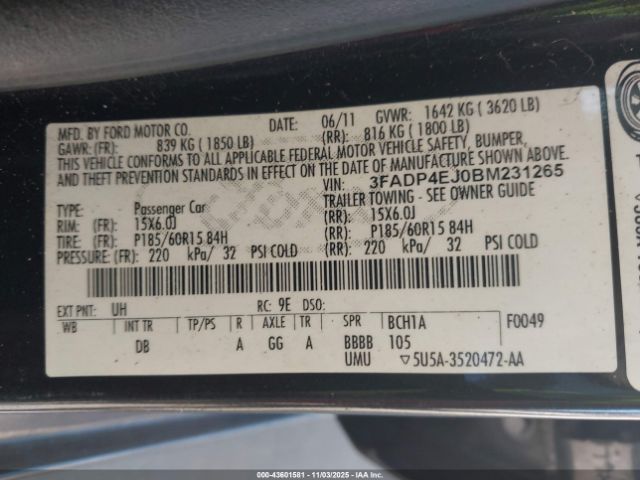 MFD. BY FORD MOTOR CO. DATE: 06/11 GVWR: 1642 KG ( 3620 LB)
GAWR: (FR): 839 KG ( 1850 LB) (RR): 816 KG ( 1800 LB)
THIS VEHICLE CONFORMS TO ALL APPLICABLE FEDERAL MOTOR VEHICLE SAFETY, BUMPER,
THEFT PREVENTION STANDARDS IN EFFECT ON THE DATE OF MANUFACTURE SHOWN ABOVE.
VIN: 3FADP4EJ0BM231265
TYPE: Passenger Car TRAILER TOWING - SEE OWNER GUIDE
RIM: (FR) 15X6.0J (RR): 15X6.0J
TIRE: (FR): P185/60R15 84H (RR): P185/60R15 84H
PRESSURE: (FR) 220 kPa/ 32 PSI COLD (RR): 220 kPa/ 32 PSI COLD
EXT PNT: UH RC: 9E DSO:
WB INT TR TP/PS R AXLE TR SPR BCH1A F0049
DB A GG A BBBB 105
UMU ▽5U5A-3520472-AA
000-43601581 - 11/03/2025 - IAAI.COM